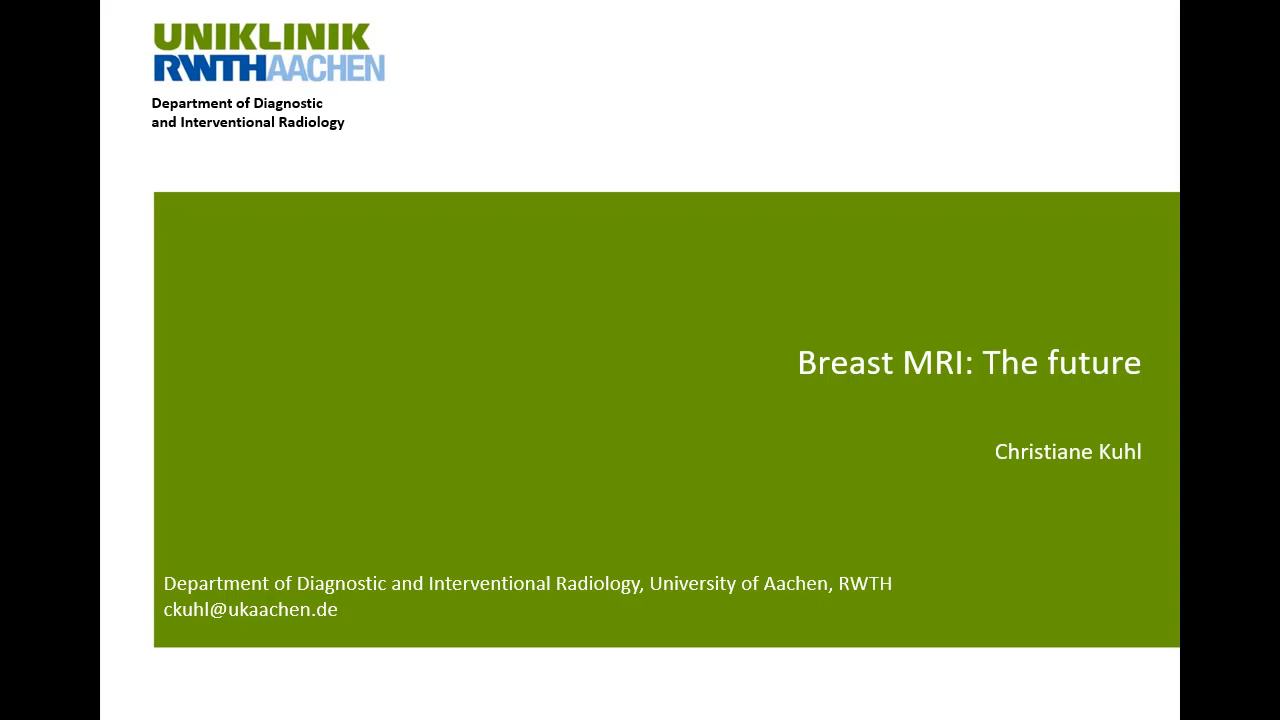 UNIKLINIK
RWTHAACHEN
Department of Diagnostic
and Interventional Radiology
Breast MRI: The future
Christiane Kuhl
Department of Diagnostic and Interventional Radiology, University of Aachen, RWTH
ckuhl@ukaachen.de